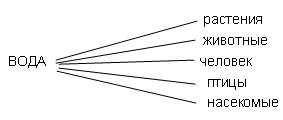 растения
животные
ВОДА
человек
птицы
насекомые